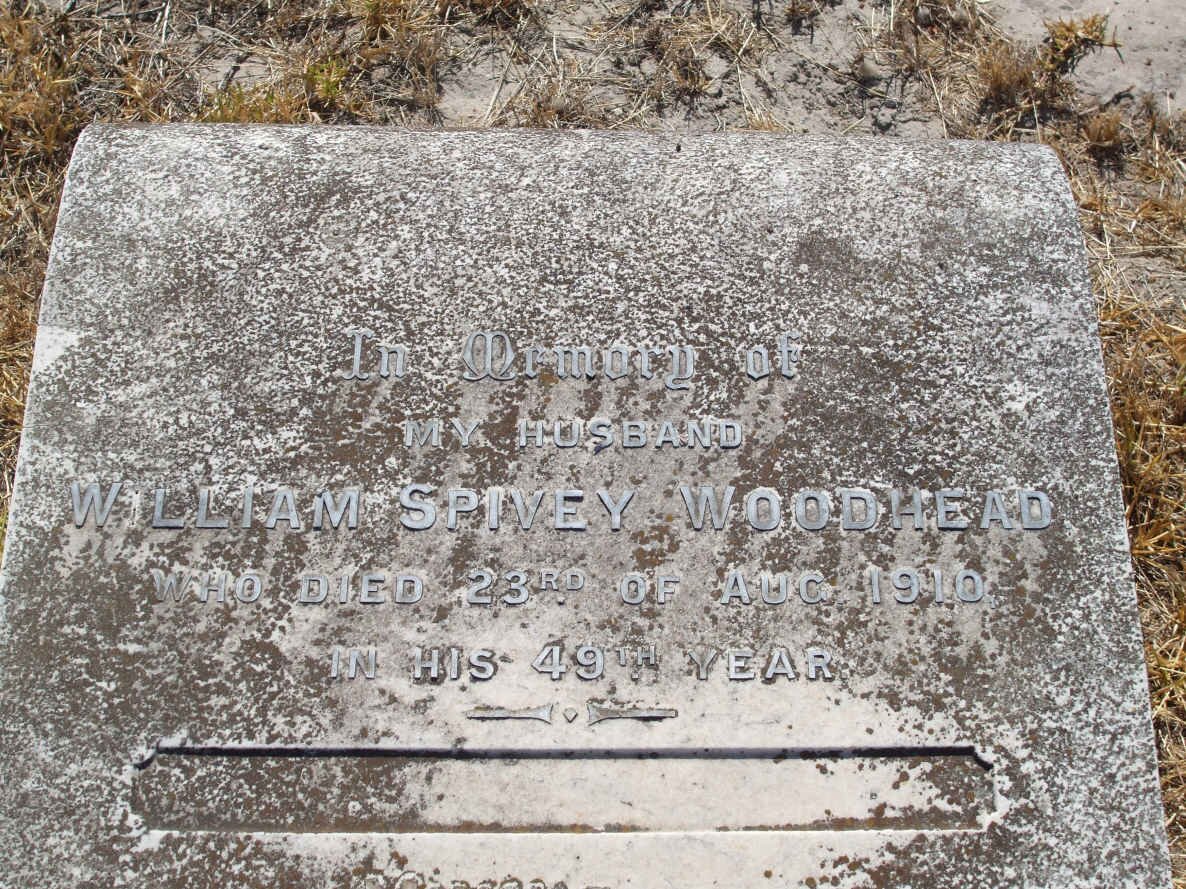 In Memory of
MY HUSBAND
WILLIAM SPIVEY WOODHEAD
WHO DIED 23RD OF AUG. 1910,
IN HIS 49TH YEAR.